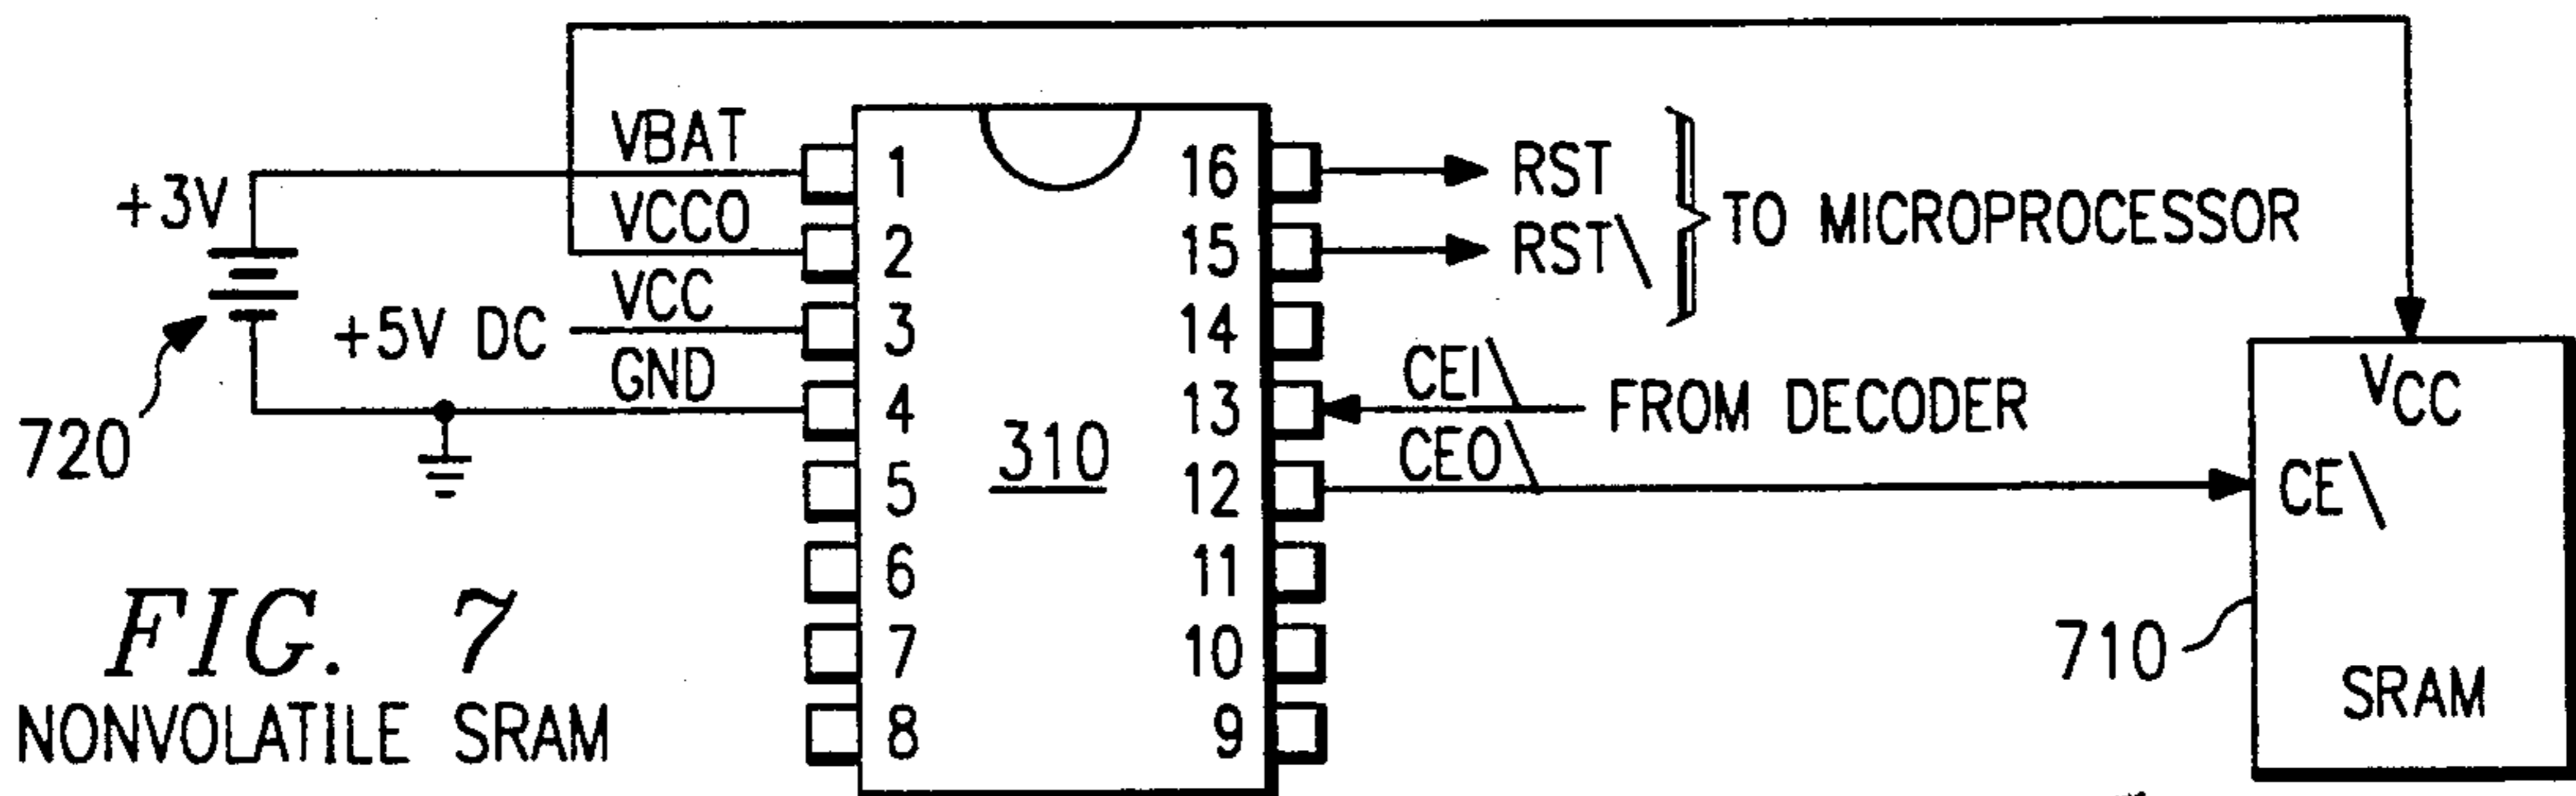 VBAT
+3V
VCCO
VCC
+5V DC
GND
720
1
2
3
4
5
6
7
8
310
16
15
14
13
12
11
10
9
RST
RST\
TO MICROPROCESSOR
CEI\
FROM DECODER
CEO\
VCC
CE\
710
SRAM
FIG. 7
NONVOLATILE SRAM